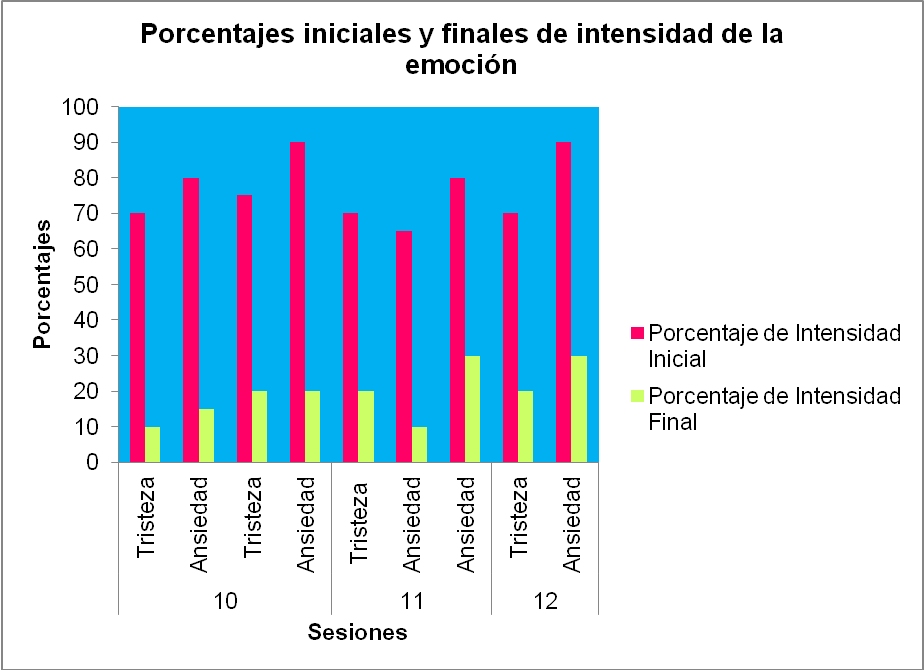 Porcentajes iniciales y finales de intensidad de la
emoción
100
90
80
70
60
50
40
30
20
10
0
Porcentajes
Tristeza
Ansiedad
Tristeza
Ansiedad
Tristeza
Ansiedad
Ansiedad
Tristeza
Ansiedad
10
11
12
Sesiones
Porcentaje de Intensidad
Inicial
Porcentaje de Intensidad
Final